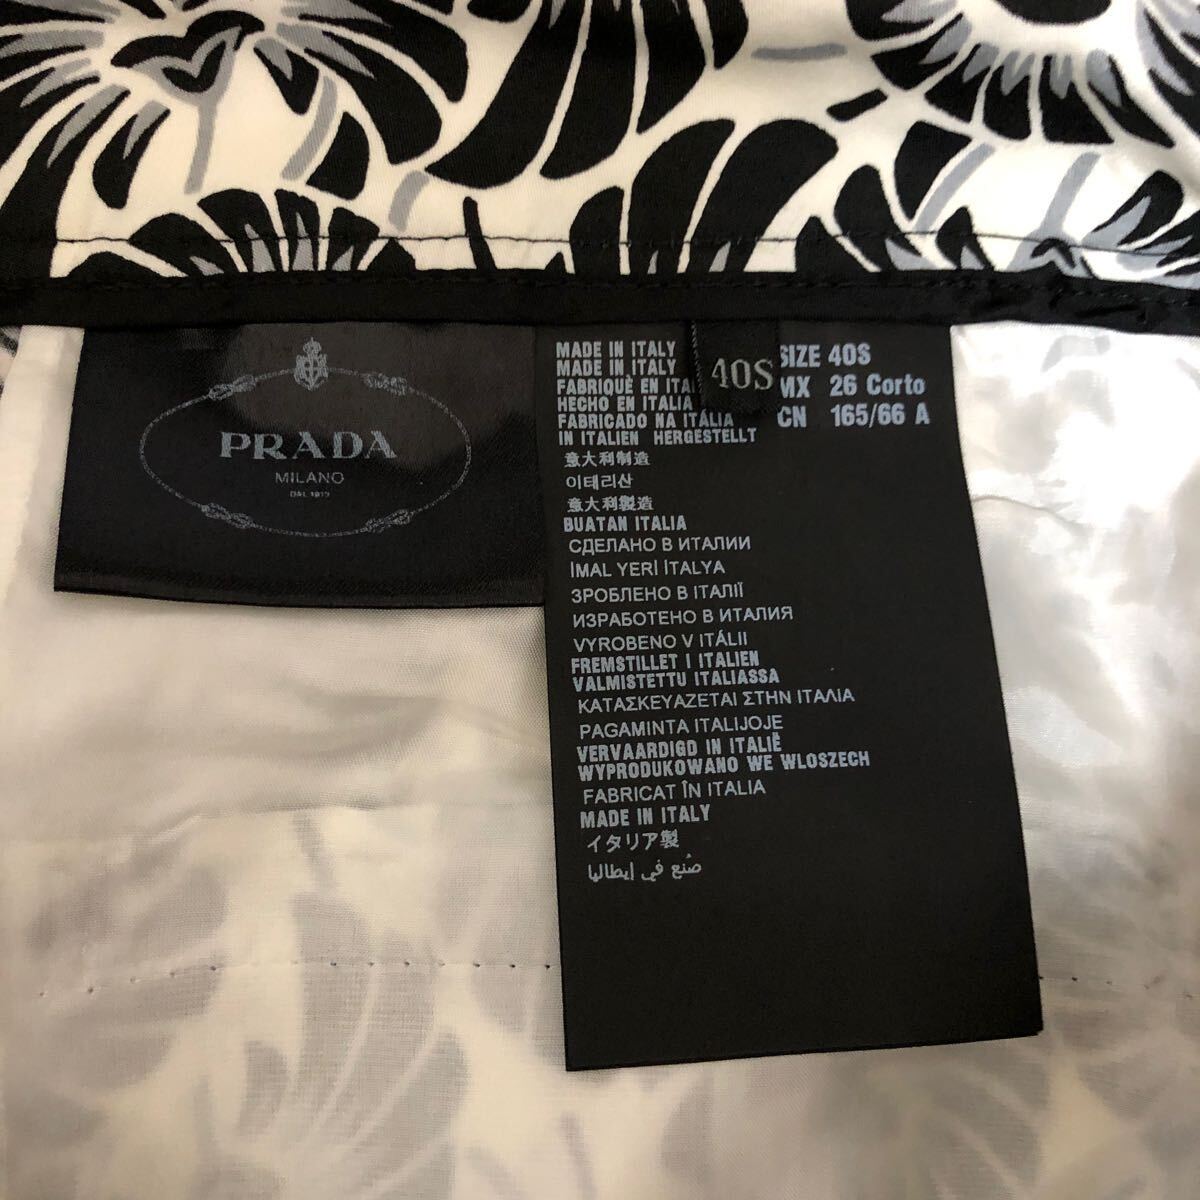 PRADA
MILANO
DAL 1913
40S
MADE IN ITALY
MADE IN ITALY
FABRIQUÈ EN ITA
HECHO EN ITALIA
FABRICADO NA ITÁLIA
IN ITALIEN HERGESTELLT
意大利制造
이태리산
意大利製造
BUATAN ITALIA
СДЕЛАНО В ИТАЛИИ
İMAL YERİ İTALYA
ЗРОБЛЕНО В ІТАЛІЇ
ИЗРАБОТЕНО В ИТАЛИЯ
VYROBENO V ITÁLII
FREMSTILLET I ITALIEN
VALMISTETTU ITALIASSA
ΚΑΤΑΣΚΕΥΑΖΕΤΑΙ ΣΤΗΝ ΙΤΑΛΙΑ
PAGAMINTA ITALIJOJE
VERVAARDIGD IN ITALIË
WYPRODUKOWANO WE WLOSZECH
FABRICAT ÎN ITALIA
MADE IN ITALY
イタリア製
صُنع في إيطاليا
SIZE 40S
MX 26 Corto
CN 165/66 A